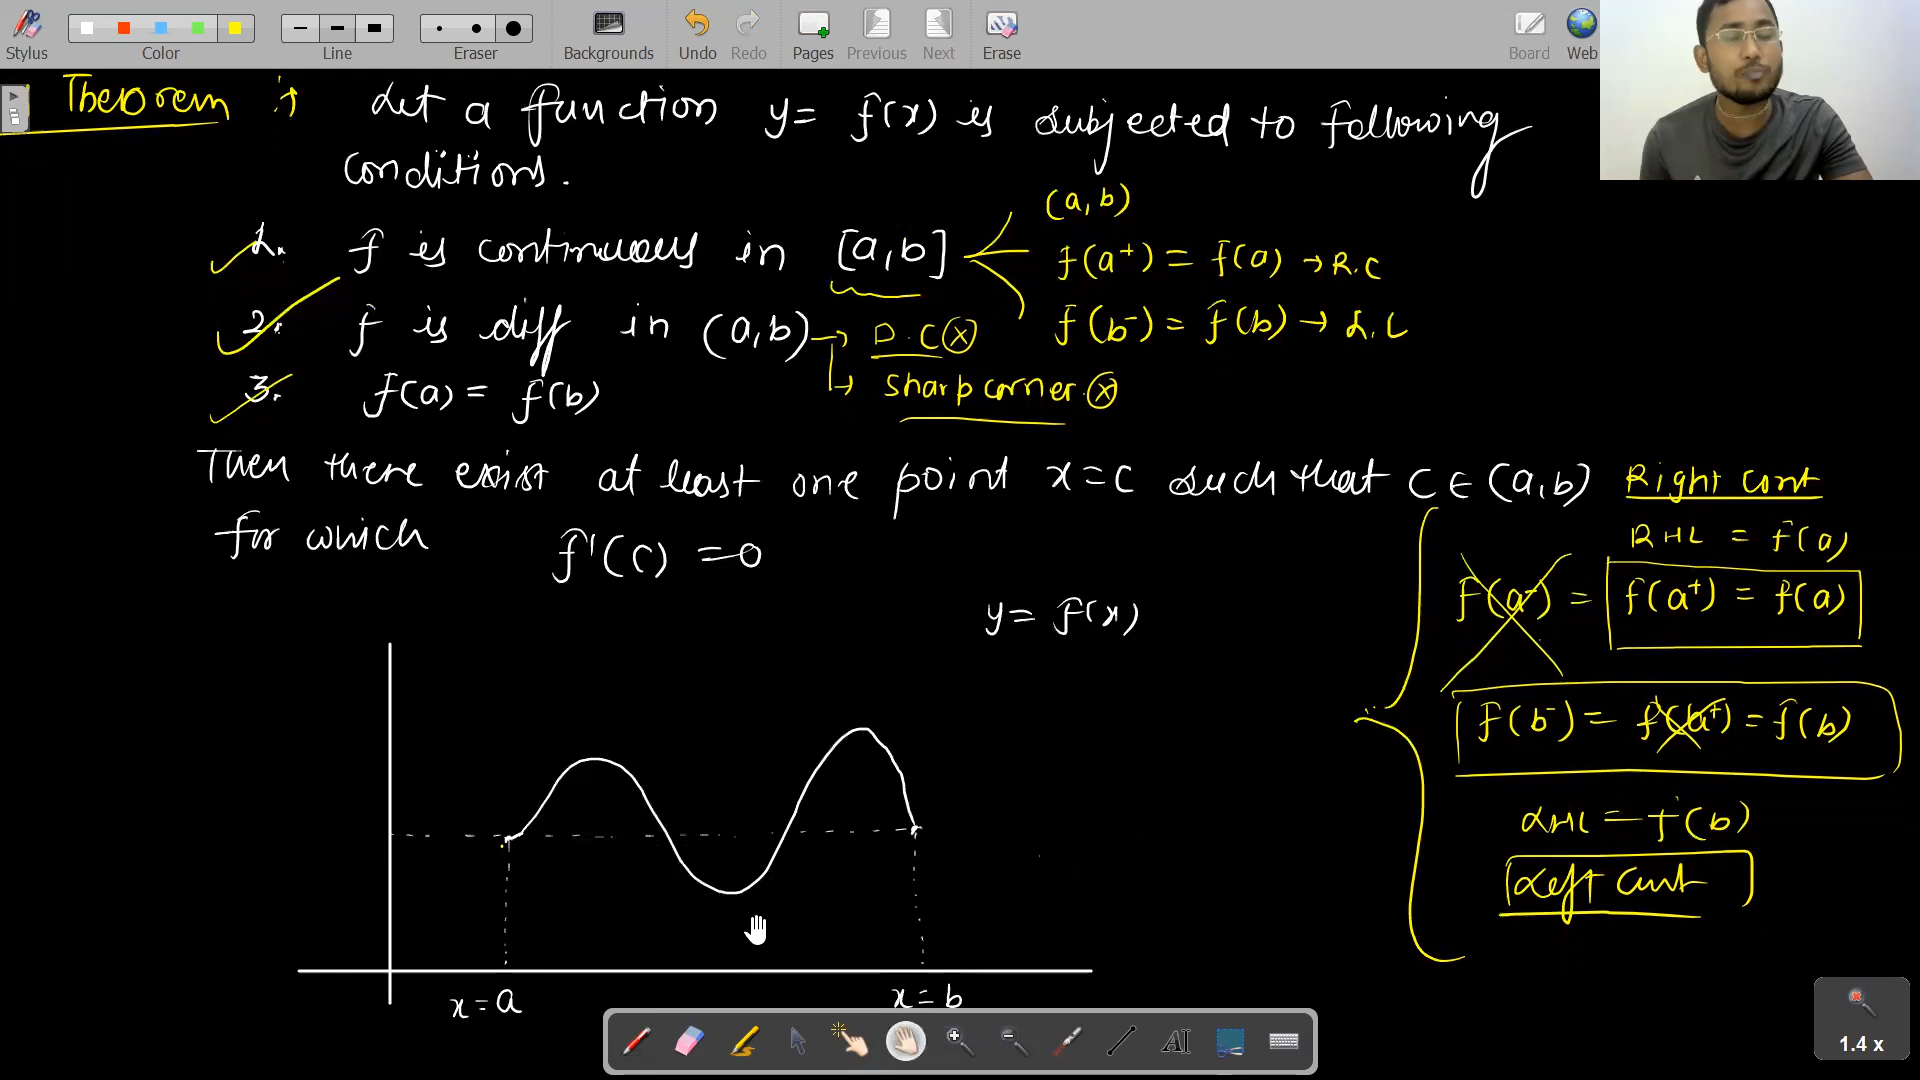 Stylus Color Line Eraser Backgrounds Undo Redo Pages Previous Next Erase Board Web
Theorem :→ Let a function y= f(x) is subjected to following
conditions.
(a,b)
1. f is continuous in [a,b]
f(a⁺) = f(a) → R.C
2. f is diff in (a,b) → D.C ⓧ
f(b⁻) = f(b) → L.C
→ Sharp corner ⓧ
3. f(a) = f(b)
Then there exist at least one point x=c such that c ∈ (a,b)
for which f'(c) =0
Right Cont
RHL = f(a)
f(a⁻) = f(a⁺) = f(a)
y= f(x)
f(b⁻) = f(b⁺) = f(b)
LHL = f(b)
Left Cont
x=a x=b
AI
1.4 x